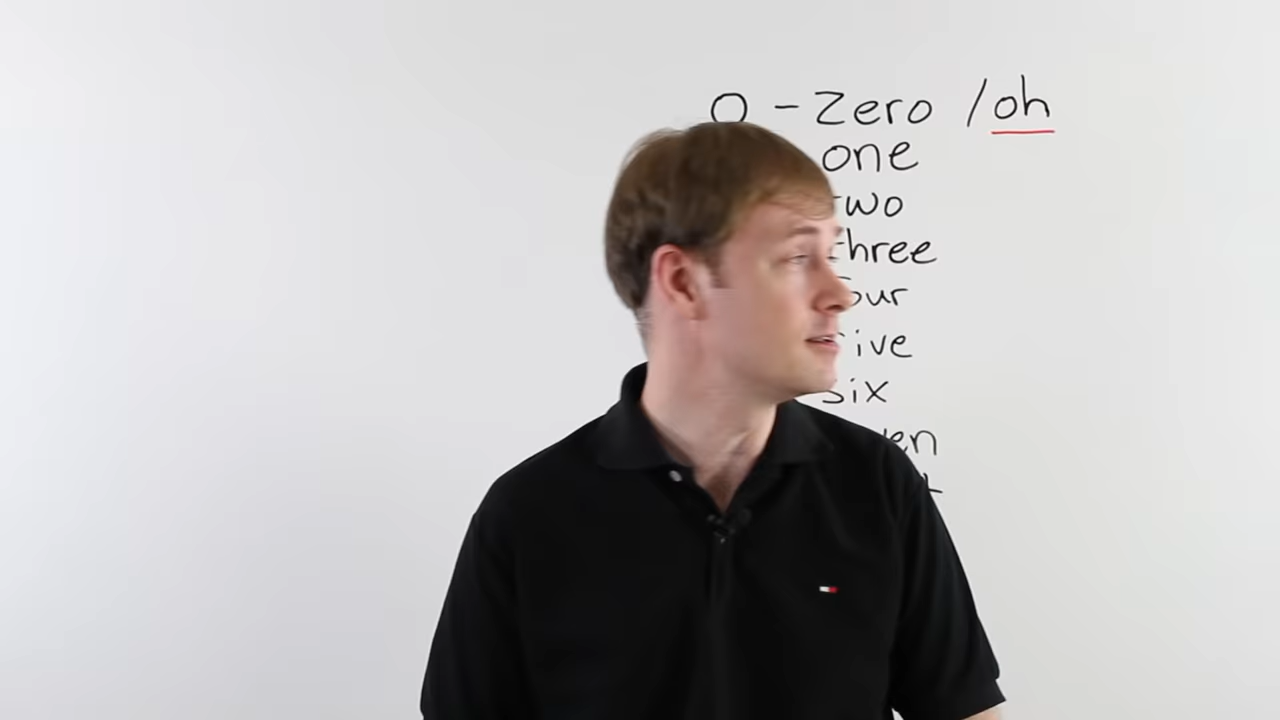 0 - Zero / oh
one
two
three
four
five
six